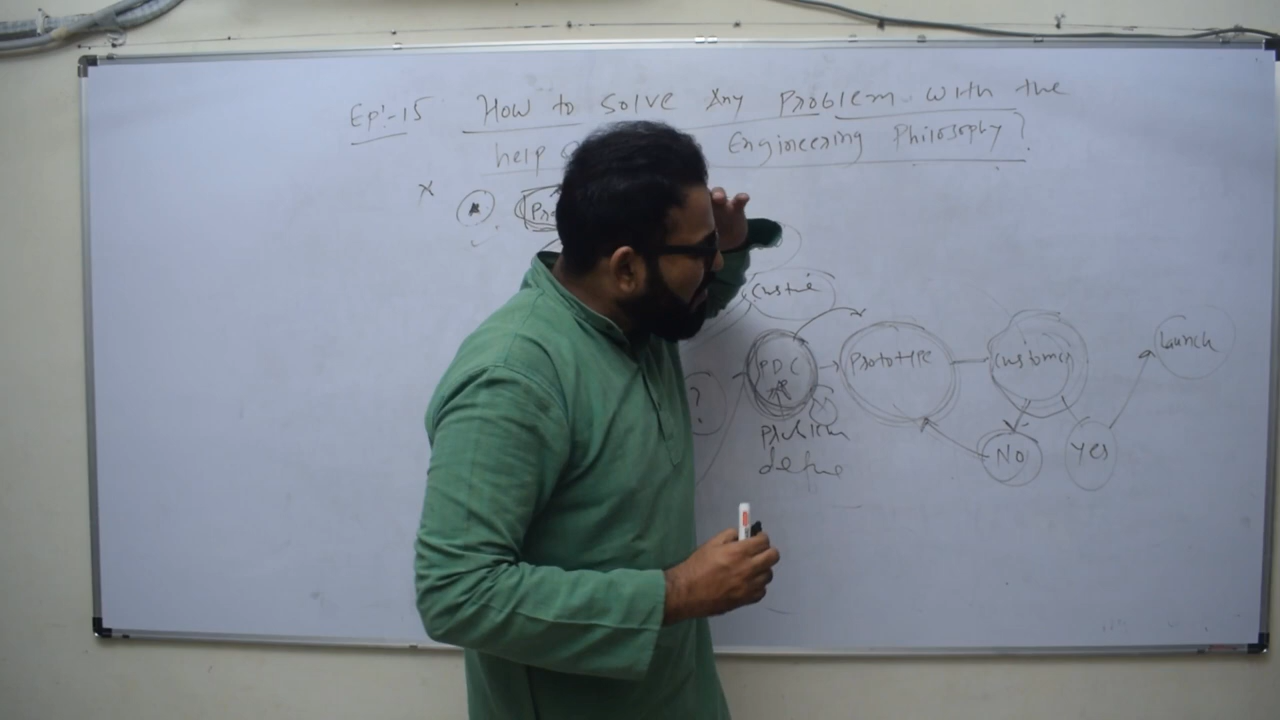 Ep:-15 How to solve Any Problem with the
help Engineering Philosophy?
x
PDC
Prototype
Customer
Launch
Problem
define
NO
Yes
?